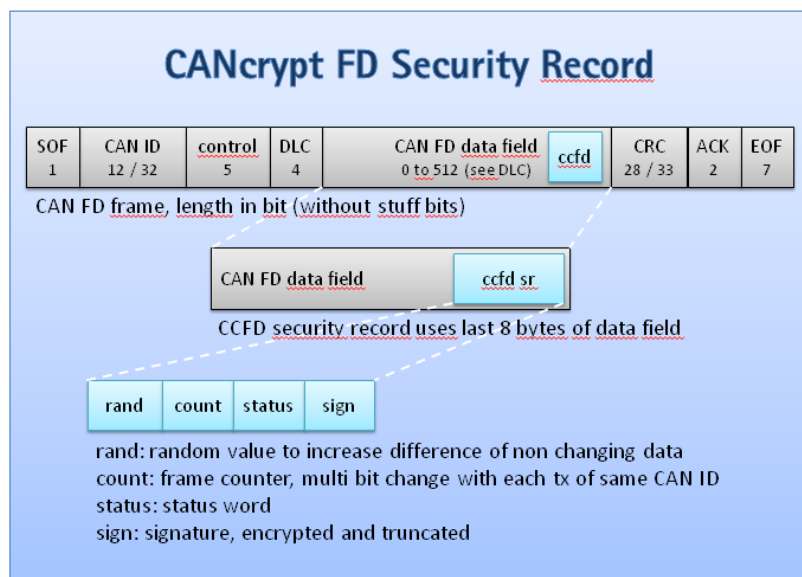 CANcrypt FD Security Record
SOF CAN ID control DLC CAN FD data field ccfd CRC ACK EOF
1 12 / 32 5 4 0 to 512 (see DLC) 28 / 33 2 7
CAN FD frame, length in bit (without stuff bits)
CAN FD data field ccfd sr
CCFD security record uses last 8 bytes of data field
rand count status sign
rand: random value to increase difference of non changing data
count: frame counter, multi bit change with each tx of same CAN ID
status: status word
sign: signature, encrypted and truncated